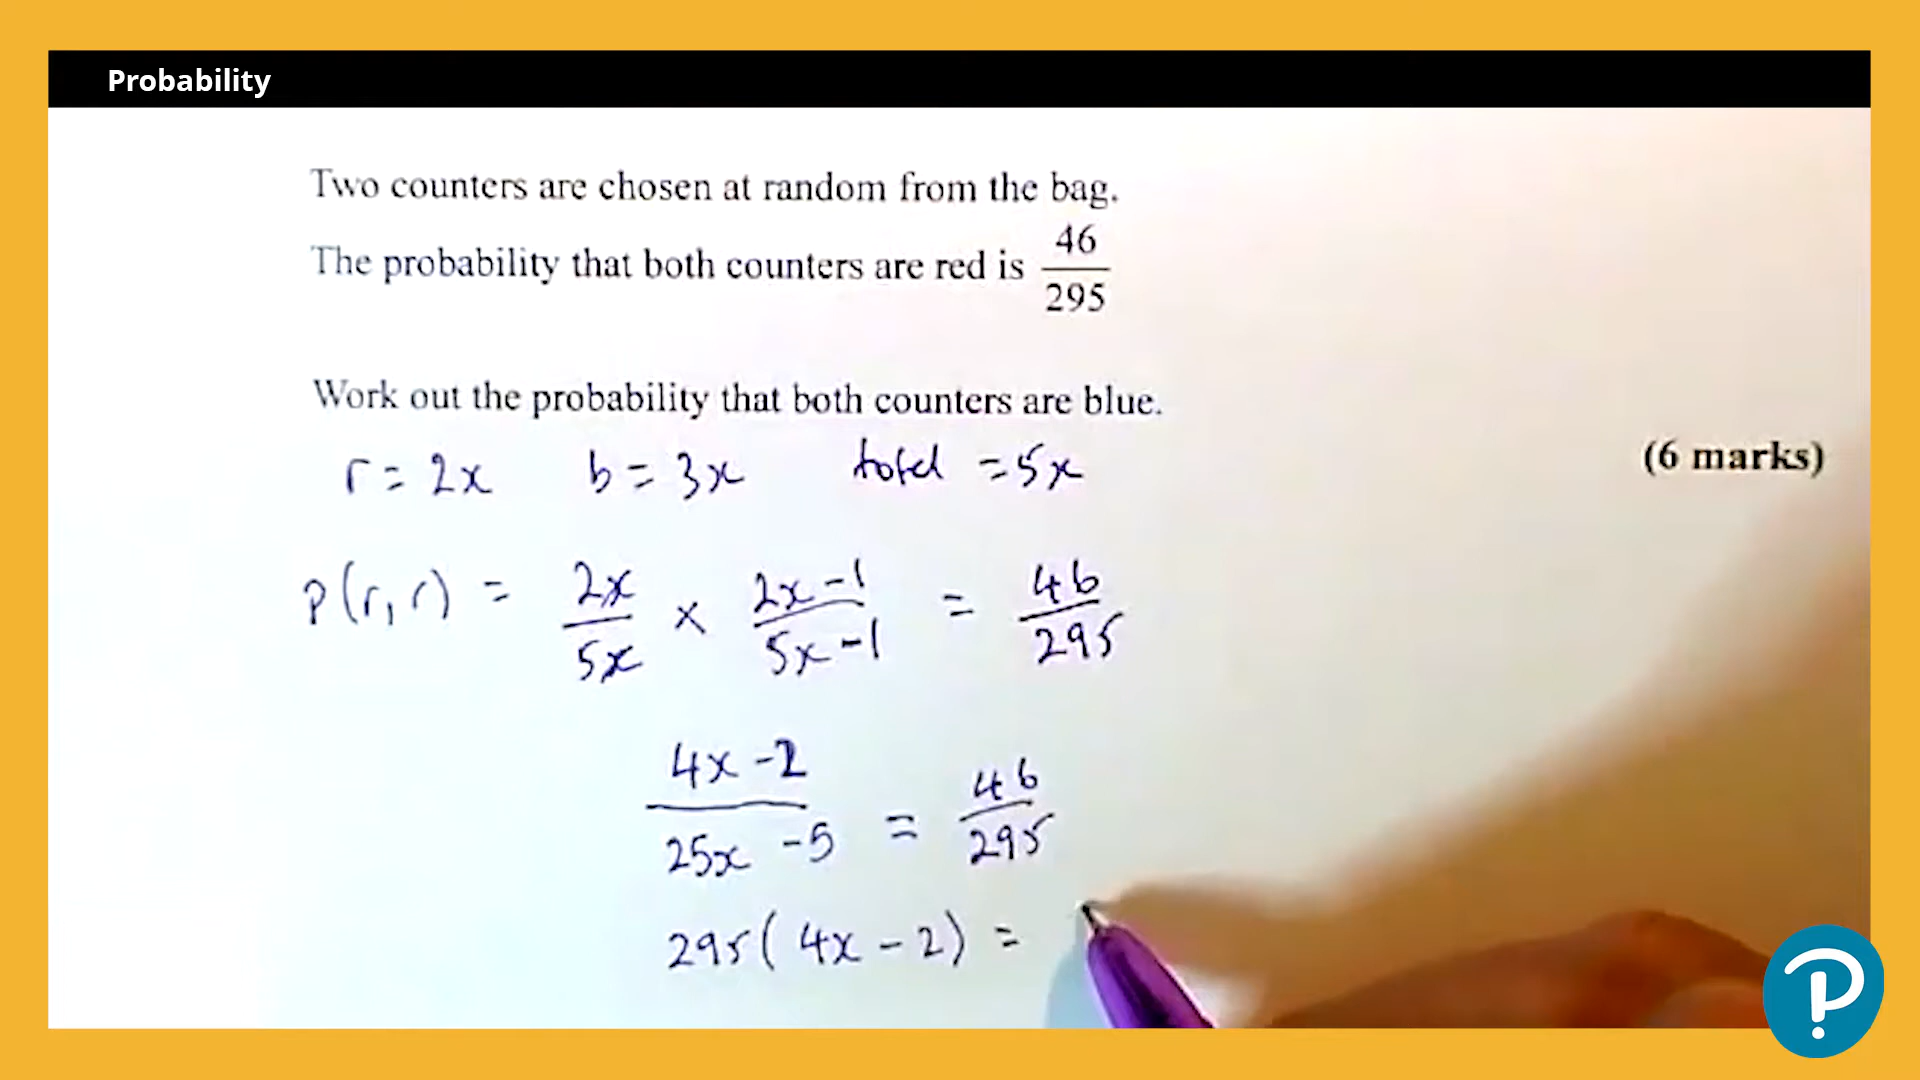 Probability
Two counters are chosen at random from the bag.
The probability that both counters are red is 46/295
Work out the probability that both counters are blue.
(6 marks)
r = 2x b = 3x total = 5x
P(r, r) = 2x/5x × 2x-1/5x-1 = 46/295
4x - 2/25x - 5 = 46/295
295(4x - 2) =
P